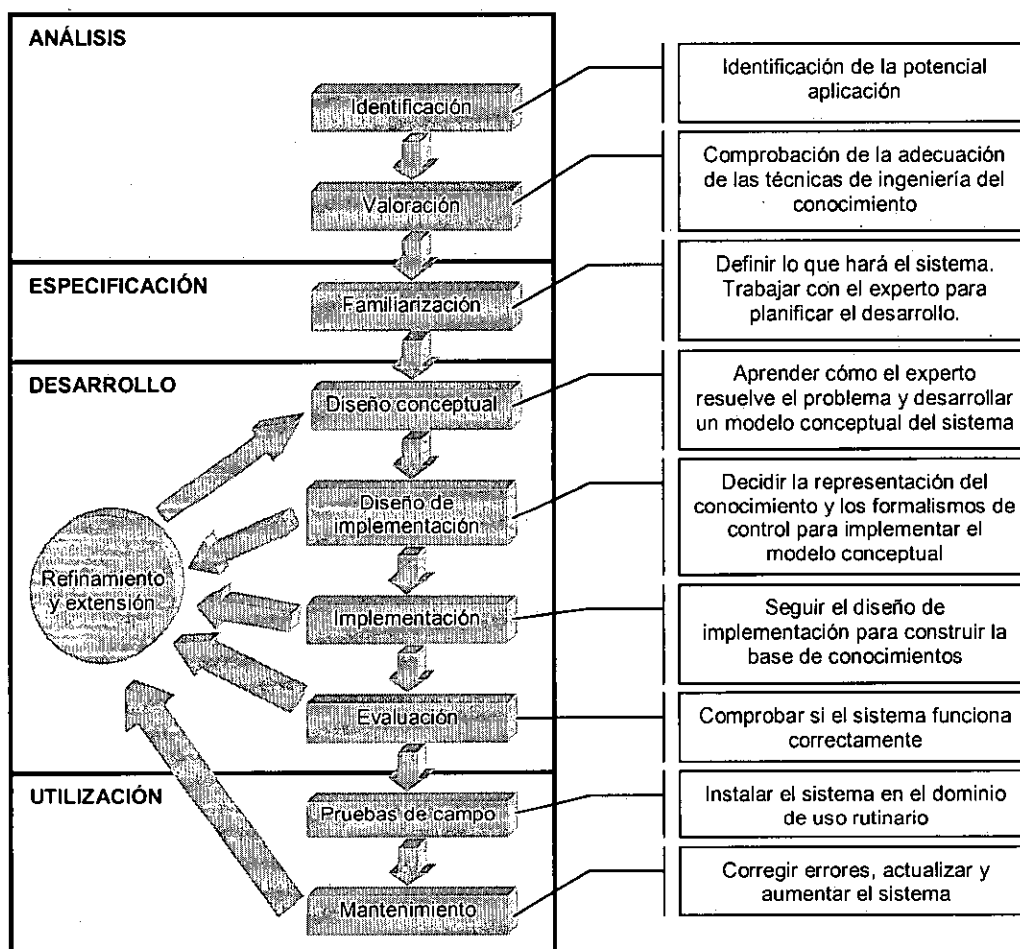 ANÁLISIS
Identificación
Identificación de la potencial
aplicación
Valoración
Comprobación de la adecuación
de las técnicas de ingeniería del
conocimiento
ESPECIFICACIÓN
Familiarización
Definir lo que hará el sistema.
Trabajar con el experto para
planificar el desarrollo.
DESARROLLO
Diseño conceptual
Aprender cómo el experto
resuelve el problema y desarrollar
un modelo conceptual del sistema
Diseño de
implementación
Decidir la representación del
conocimiento y los formalismos de
control para implementar el
modelo conceptual
Refinamiento
y extensión
Implementación
Seguir el diseño de
implementación para construir la
base de conocimientos
Evaluación
Comprobar si el sistema funciona
correctamente
UTILIZACIÓN
Pruebas de campo
Instalar el sistema en el dominio
de uso rutinario
Mantenimiento
Corregir errores, actualizar y
aumentar el sistema